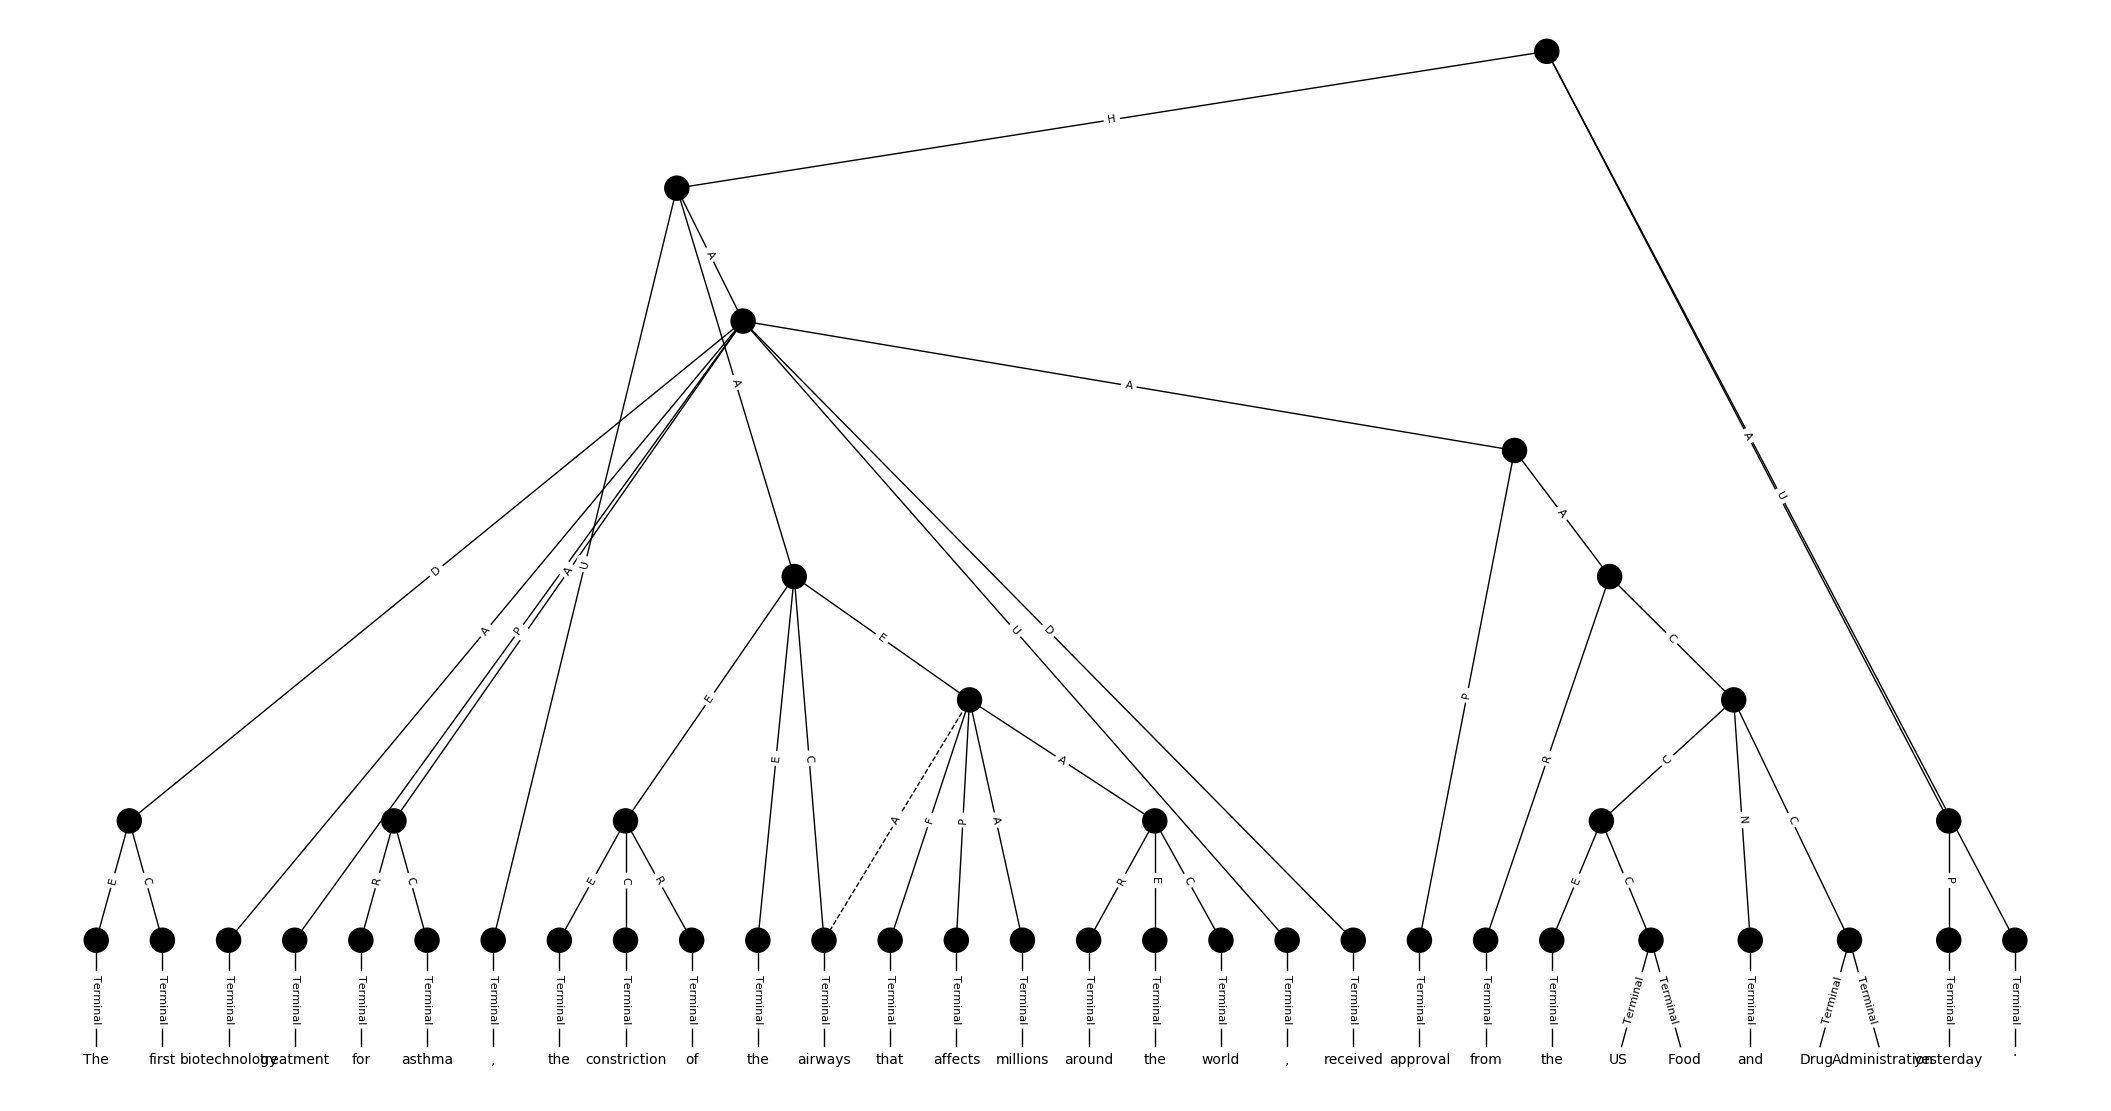 H
A
A
A
A
D
A
U
A
U
A
P
U
D
E
C
E
P
R
E
C
C
A
A
F
P
A
N
C
E
C
R
C
E
C
R
R
E
C
E
C
P
Terminal Terminal Terminal Terminal Terminal Terminal Terminal Terminal Terminal Terminal Terminal Terminal Terminal Terminal Terminal Terminal Terminal Terminal Terminal Terminal Terminal Terminal Terminal Terminal Terminal Terminal Terminal Terminal Terminal Terminal
The first biotechnology treatment for asthma , the constriction of the airways that affects millions around the world , received approval from the US Food and Drug Administration yesterday .